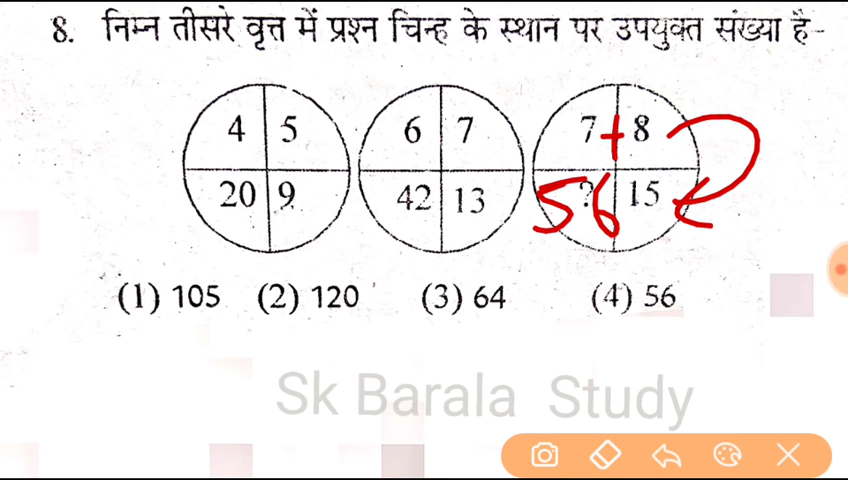 8. निम्न तीसरे वृत्त में प्रश्न चिन्ह के स्थान पर उपयुक्त संख्या है-
4 5 6 7 7 + 8
20 9 42 13 ? 56 15
(1) 105 (2) 120 (3) 64 (4) 56
Sk Barala Study